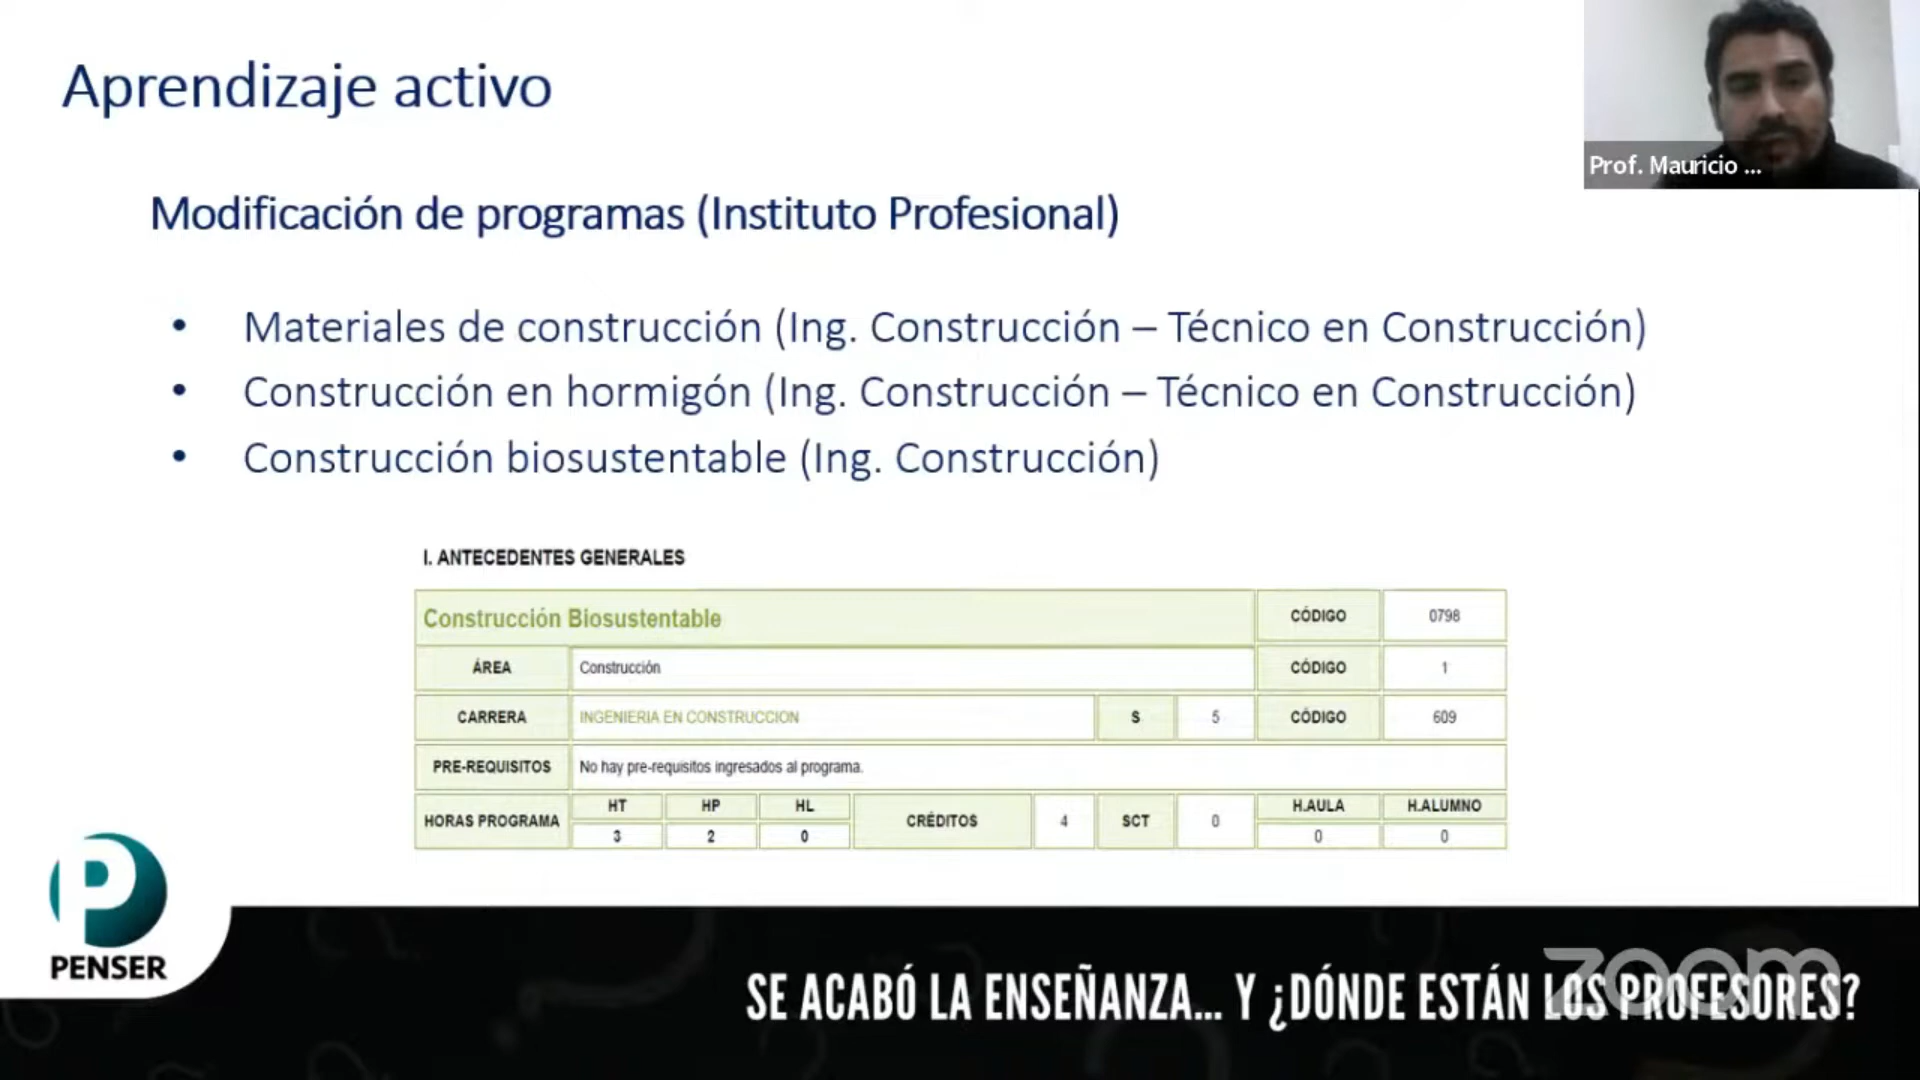 Aprendizaje activo
Prof. Mauricio ...
Modificación de programas (Instituto Profesional)
• Materiales de construcción (Ing. Construcción – Técnico en Construcción)
• Construcción en hormigón (Ing. Construcción – Técnico en Construcción)
• Construcción biosustentable (Ing. Construcción)
I. ANTECEDENTES GENERALES
Construcción Biosustentable CÓDIGO 0798
ÁREA Construcción CÓDIGO 1
CARRERA INGENIERIA EN CONSTRUCCION S 5 CÓDIGO 609
PRE-REQUISITOS No hay pre-requisitos ingresados al programa.
HORAS PROGRAMA HT HP HL CRÉDITOS 4 SCT 0 H.AULA H.ALUMNO
3 2 0 0 0
PENSER
SE ACABÓ LA ENSEÑANZA... Y ¿DÓNDE ESTÁN LOS PROFESORES?
zoom